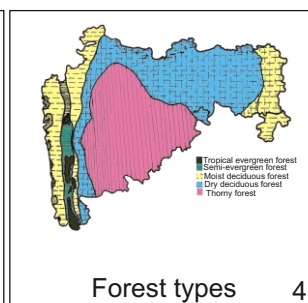 Tropical evergreen forest
Semi-evergreen forest
Moist deciduous forest
Dry deciduous forest
Thorny forest
Forest types
4